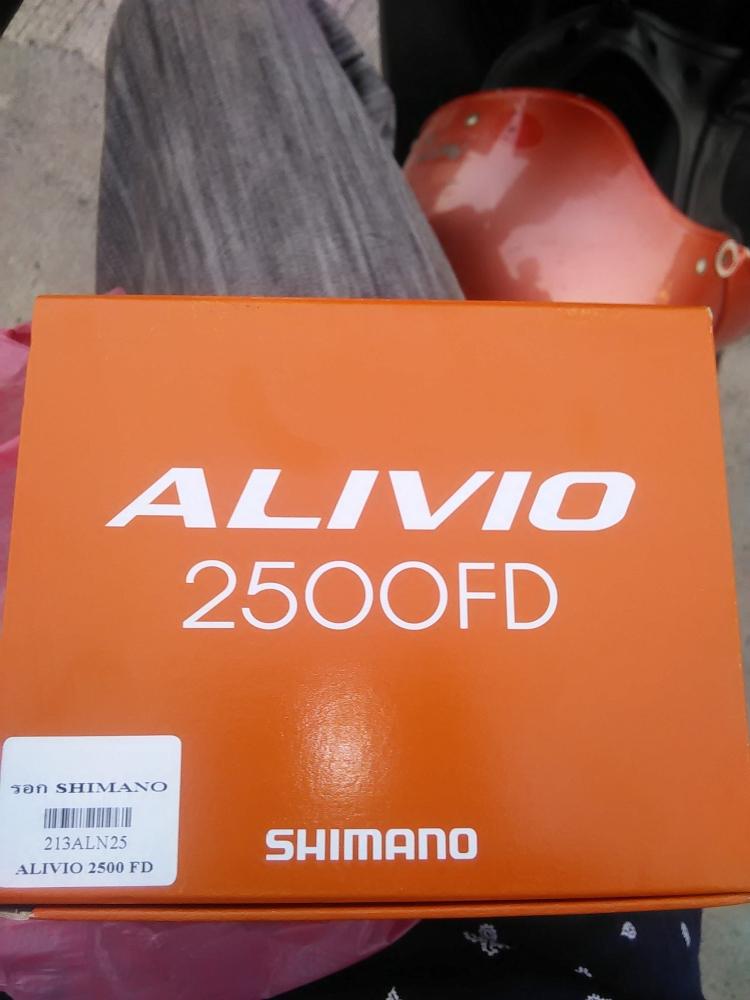 ALIVIO
2500FD
รอก SHIMANO
213ALN25
ALIVIO 2500 FD
SHIMANO